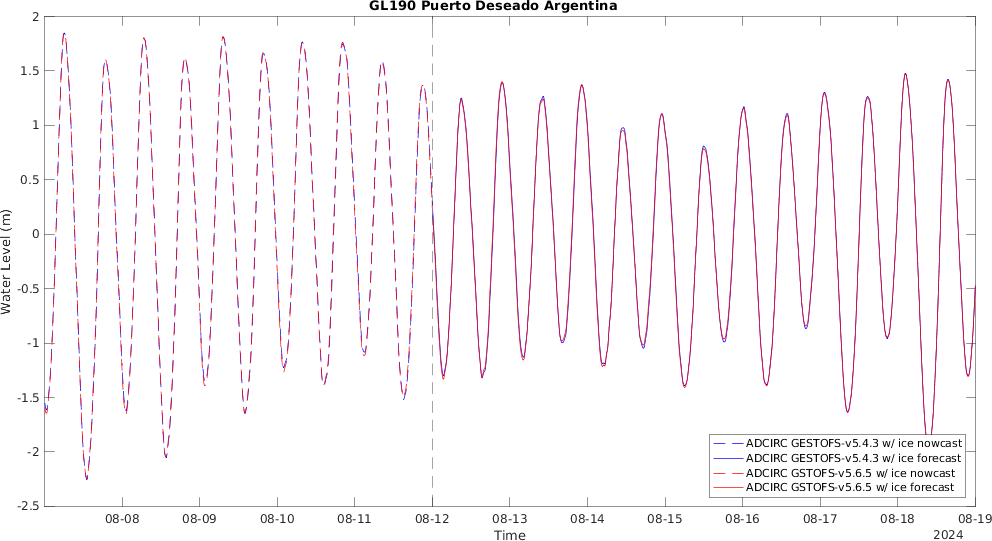 GL190 Puerto Deseado Argentina
Water Level (m)
2
1.5
1
0.5
0
-0.5
-1
-1.5
-2
-2.5
08-08 08-09 08-10 08-11 08-12 08-13 08-14 08-15 08-16 08-17 08-18 08-19
Time
2024
ADCIRC GESTOFS-v5.4.3 w/ ice nowcast
ADCIRC GESTOFS-v5.4.3 w/ ice forecast
ADCIRC GSTOFS-v5.6.5 w/ ice nowcast
ADCIRC GSTOFS-v5.6.5 w/ ice forecast